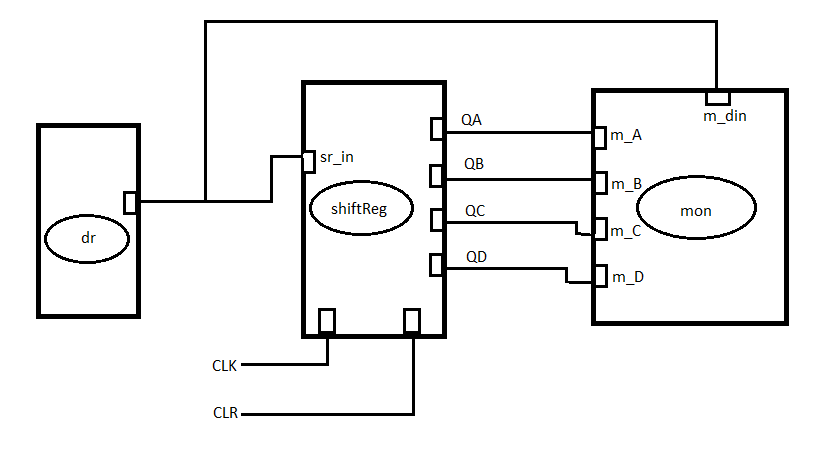 m_din
QA
m_A
sr_in
QB
m_B
shiftReg
QC
mon
dr
m_C
QD
m_D
CLK
CLR